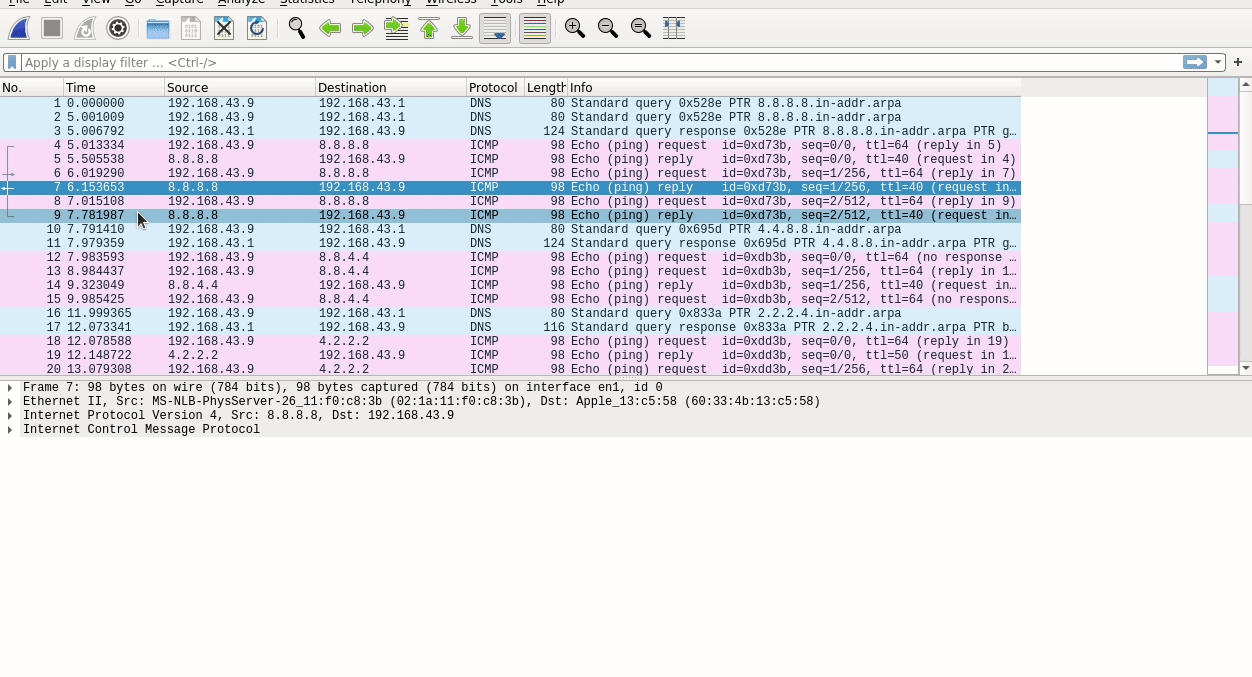 File Edit View Go Capture Analyze Statistics Telephony Wireless Tools Help
Apply a display filter ... <Ctrl-/>
No. Time Source Destination Protocol Length Info
1 0.000000 192.168.43.9 192.168.43.1 DNS 80 Standard query 0x528e PTR 8.8.8.8.in-addr.arpa
2 5.001009 192.168.43.9 192.168.43.1 DNS 80 Standard query 0x528e PTR 8.8.8.8.in-addr.arpa
3 5.006792 192.168.43.1 192.168.43.9 DNS 124 Standard query response 0x528e PTR 8.8.8.8.in-addr.arpa PTR g…
4 5.013334 192.168.43.9 8.8.8.8 ICMP 98 Echo (ping) request id=0xd73b, seq=0/0, ttl=64 (reply in 5)
5 5.505538 8.8.8.8 192.168.43.9 ICMP 98 Echo (ping) reply id=0xd73b, seq=0/0, ttl=40 (request in 4)
6 6.019290 192.168.43.9 8.8.8.8 ICMP 98 Echo (ping) request id=0xd73b, seq=1/256, ttl=64 (reply in 7)
7 6.153653 8.8.8.8 192.168.43.9 ICMP 98 Echo (ping) reply id=0xd73b, seq=1/256, ttl=40 (request in…
8 7.015108 192.168.43.9 8.8.8.8 ICMP 98 Echo (ping) request id=0xd73b, seq=2/512, ttl=64 (reply in 9)
9 7.781987 8.8.8.8 192.168.43.9 ICMP 98 Echo (ping) reply id=0xd73b, seq=2/512, ttl=40 (request in…
10 7.791410 192.168.43.9 192.168.43.1 DNS 80 Standard query 0x695d PTR 4.4.8.8.in-addr.arpa
11 7.979359 192.168.43.1 192.168.43.9 DNS 124 Standard query response 0x695d PTR 4.4.8.8.in-addr.arpa PTR g…
12 7.983593 192.168.43.9 8.8.4.4 ICMP 98 Echo (ping) request id=0xdb3b, seq=0/0, ttl=64 (no response …
13 8.984437 192.168.43.9 8.8.4.4 ICMP 98 Echo (ping) request id=0xdb3b, seq=1/256, ttl=64 (reply in 1…
14 9.323049 8.8.4.4 192.168.43.9 ICMP 98 Echo (ping) reply id=0xdb3b, seq=1/256, ttl=40 (request in…
15 9.985425 192.168.43.9 8.8.4.4 ICMP 98 Echo (ping) request id=0xdb3b, seq=2/512, ttl=64 (no respons…
16 11.999365 192.168.43.9 192.168.43.1 DNS 80 Standard query 0x833a PTR 2.2.2.4.in-addr.arpa
17 12.073341 192.168.43.1 192.168.43.9 DNS 116 Standard query response 0x833a PTR 2.2.2.4.in-addr.arpa PTR b…
18 12.078588 192.168.43.9 4.2.2.2 ICMP 98 Echo (ping) request id=0xdc3b, seq=0/0, ttl=64 (reply in 19)
19 12.148722 4.2.2.2 192.168.43.9 ICMP 98 Echo (ping) reply id=0xdc3b, seq=0/0, ttl=50 (request in 1…
20 13.079308 192.168.43.9 4.2.2.2 ICMP 98 Echo (ping) request id=0xdc3b, seq=1/256, ttl=64 (reply in 2…
Frame 7: 98 bytes on wire (784 bits), 98 bytes captured (784 bits) on interface en1, id 0
Ethernet II, Src: MS-NLB-PhysServer-26_11:f0:c8:3b (02:1a:11:f0:c8:3b), Dst: Apple_13:c5:58 (60:33:4b:13:c5:58)
Internet Protocol Version 4, Src: 8.8.8.8, Dst: 192.168.43.9
Internet Control Message Protocol